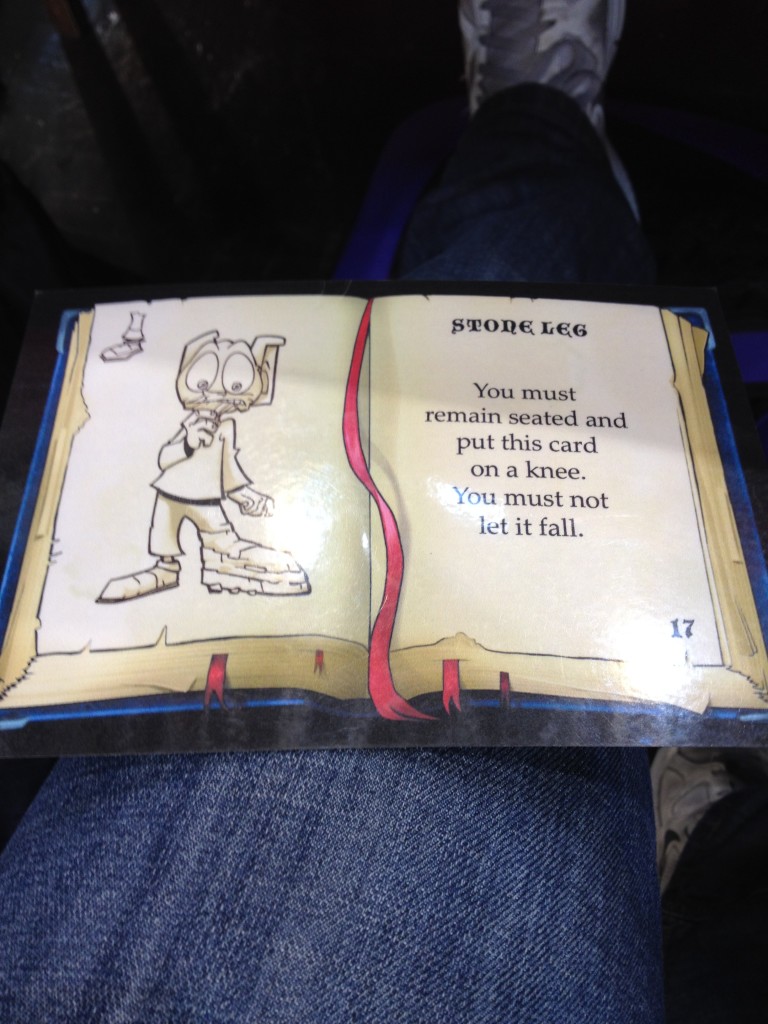 STONE LEG
You must
remain seated and
put this card
on a knee.
You must not
let it fall.
17